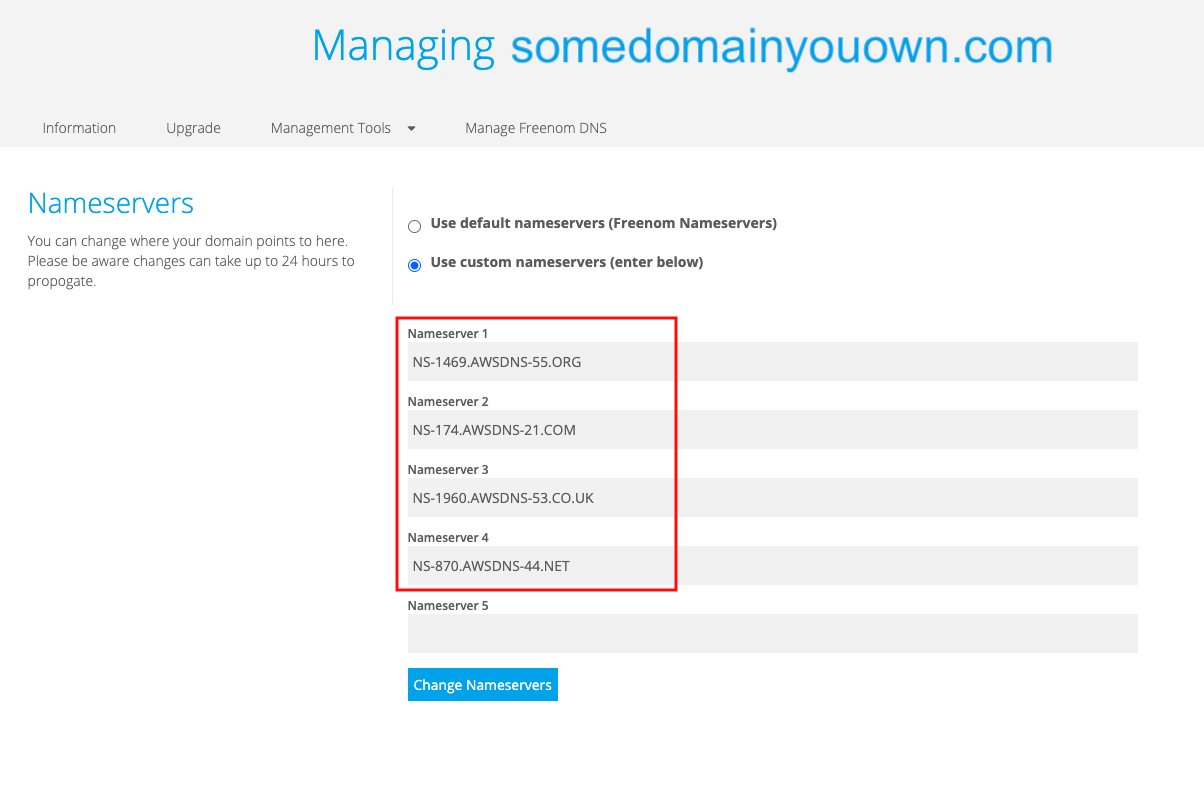 Managing somedomainyouown.com
Information Upgrade Management Tools Manage Freenom DNS
Nameservers
You can change where your domain points to here.
Please be aware changes can take up to 24 hours to
propogate.
Use default nameservers (Freenom Nameservers)
Use custom nameservers (enter below)
Nameserver 1
NS-1469.AWSDNS-55.ORG
Nameserver 2
NS-174.AWSDNS-21.COM
Nameserver 3
NS-1960.AWSDNS-53.CO.UK
Nameserver 4
NS-870.AWSDNS-44.NET
Nameserver 5
Change Nameservers